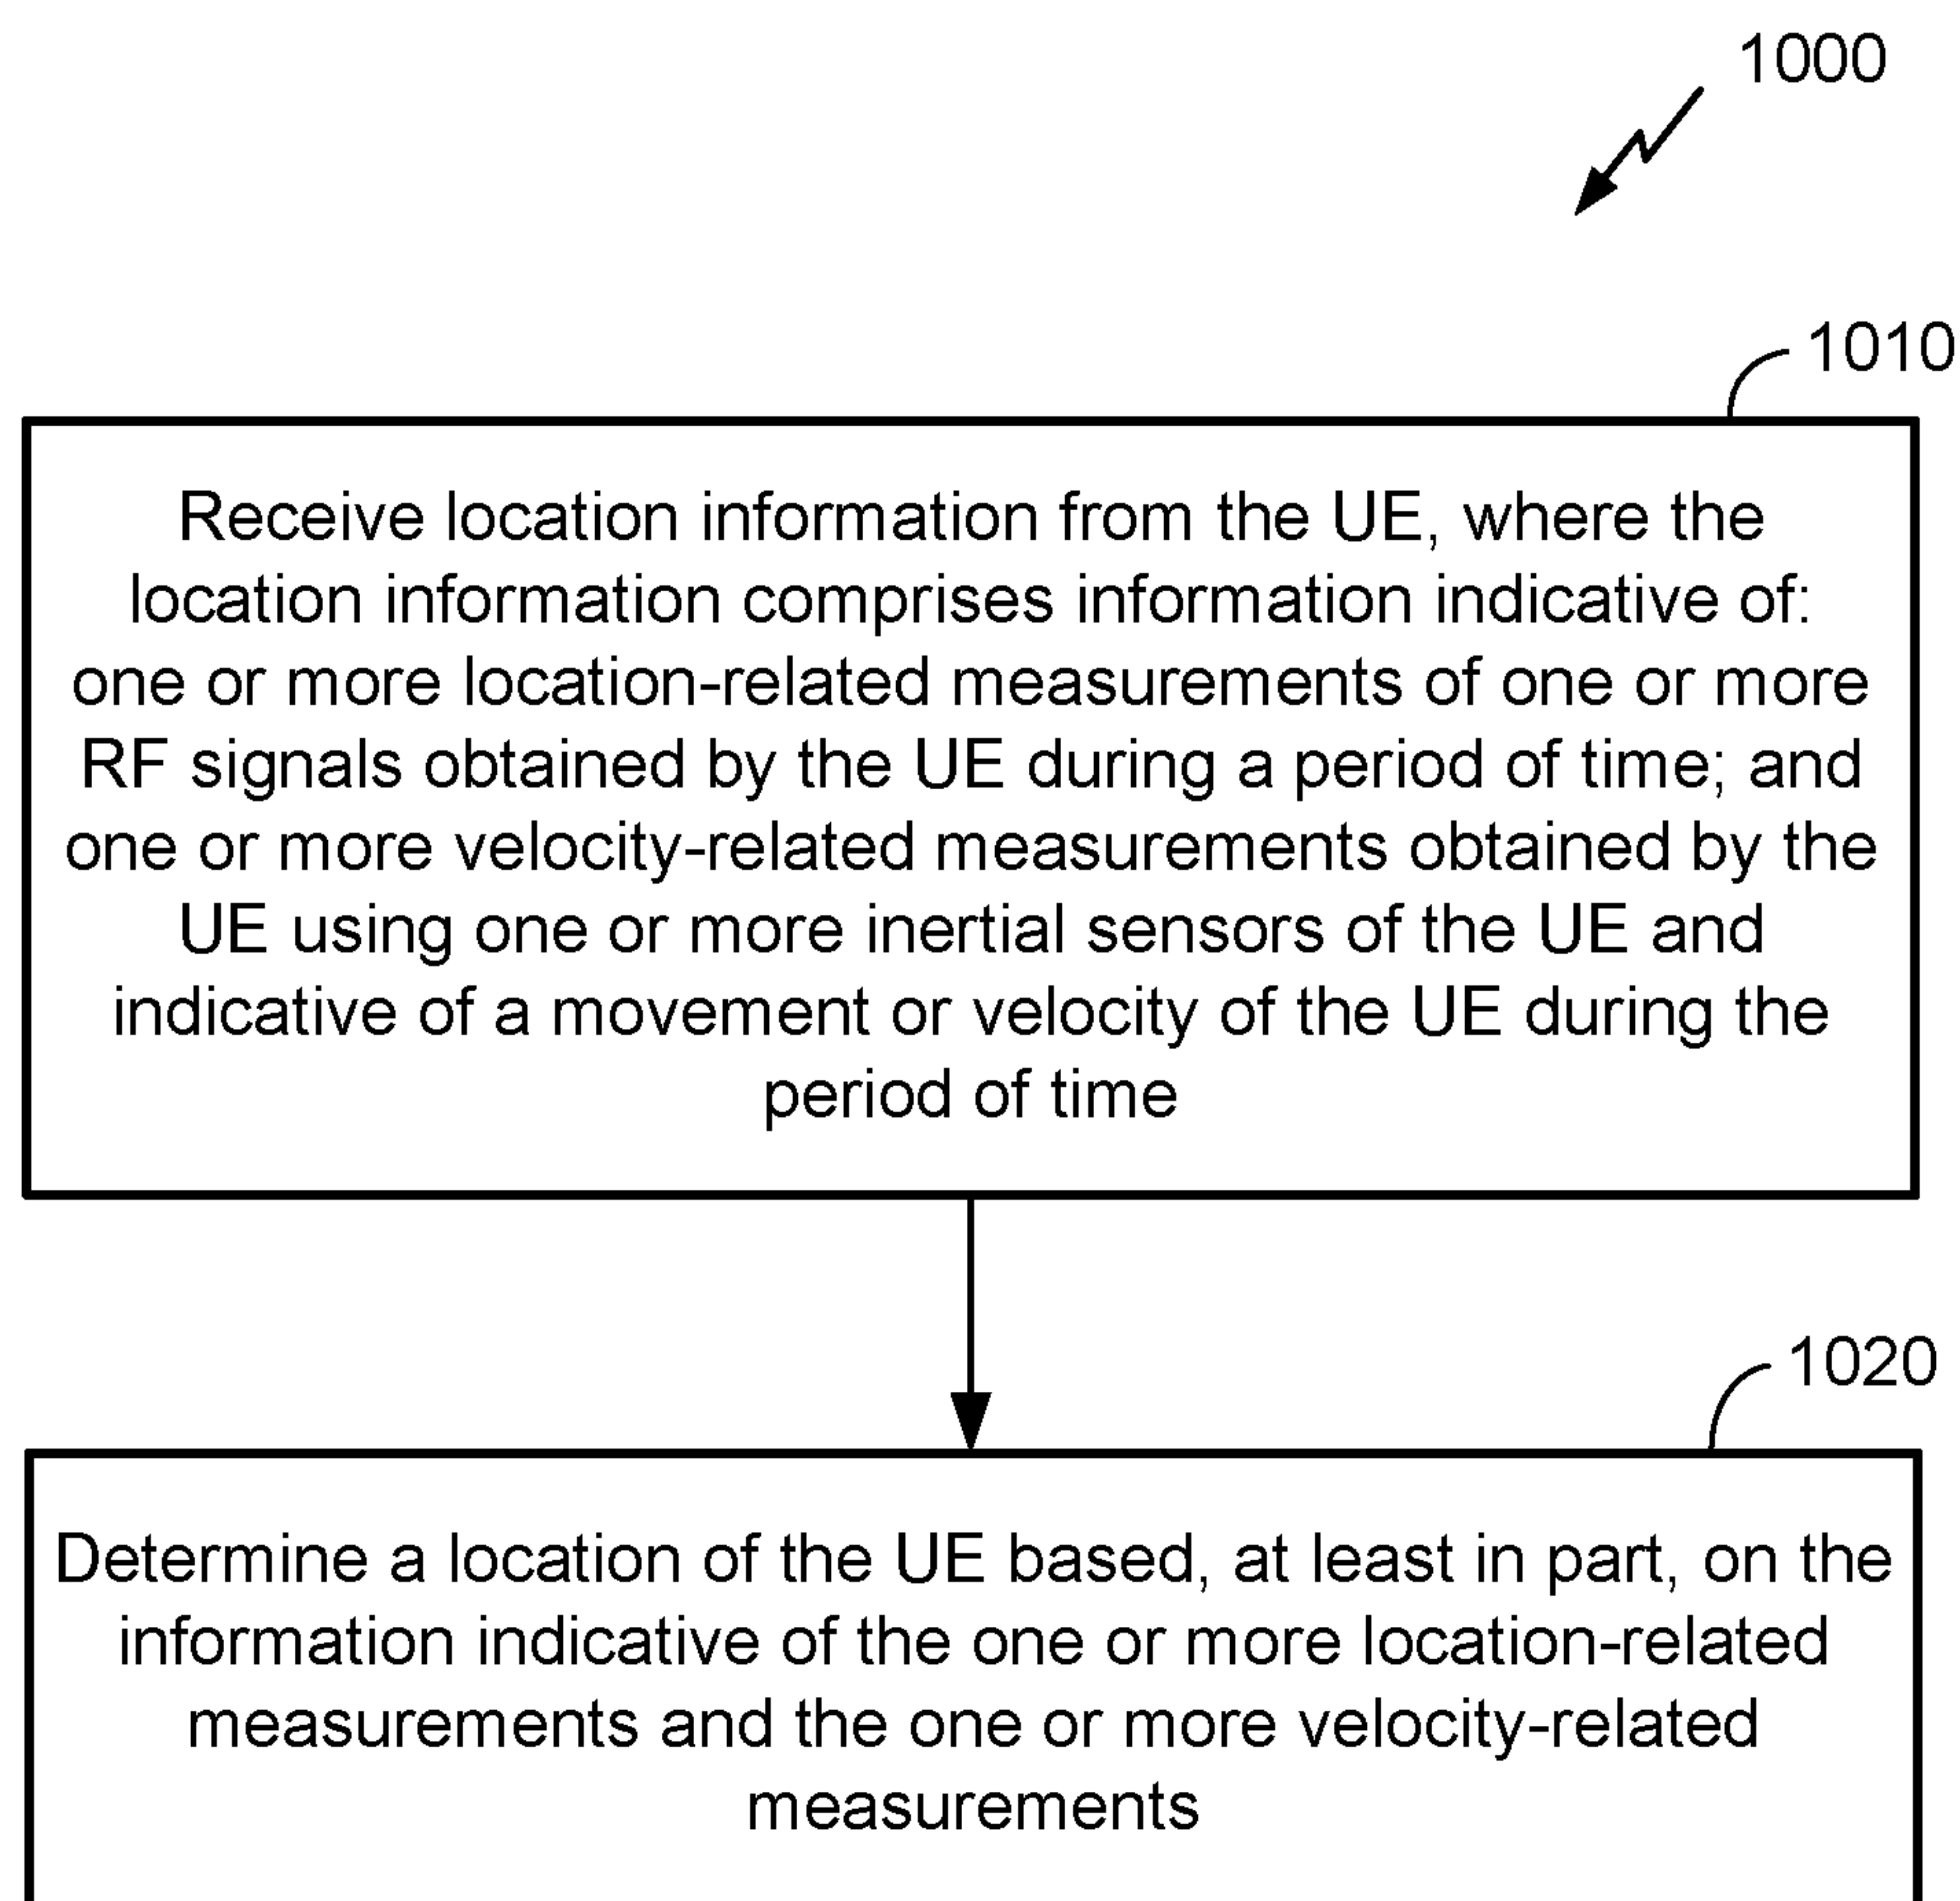 1000
1010
Receive location information from the UE, where the
location information comprises information indicative of:
one or more location-related measurements of one or more
RF signals obtained by the UE during a period of time; and
one or more velocity-related measurements obtained by the
UE using one or more inertial sensors of the UE and
indicative of a movement or velocity of the UE during the
period of time
1020
Determine a location of the UE based, at least in part, on the
information indicative of the one or more location-related
measurements and the one or more velocity-related
measurements